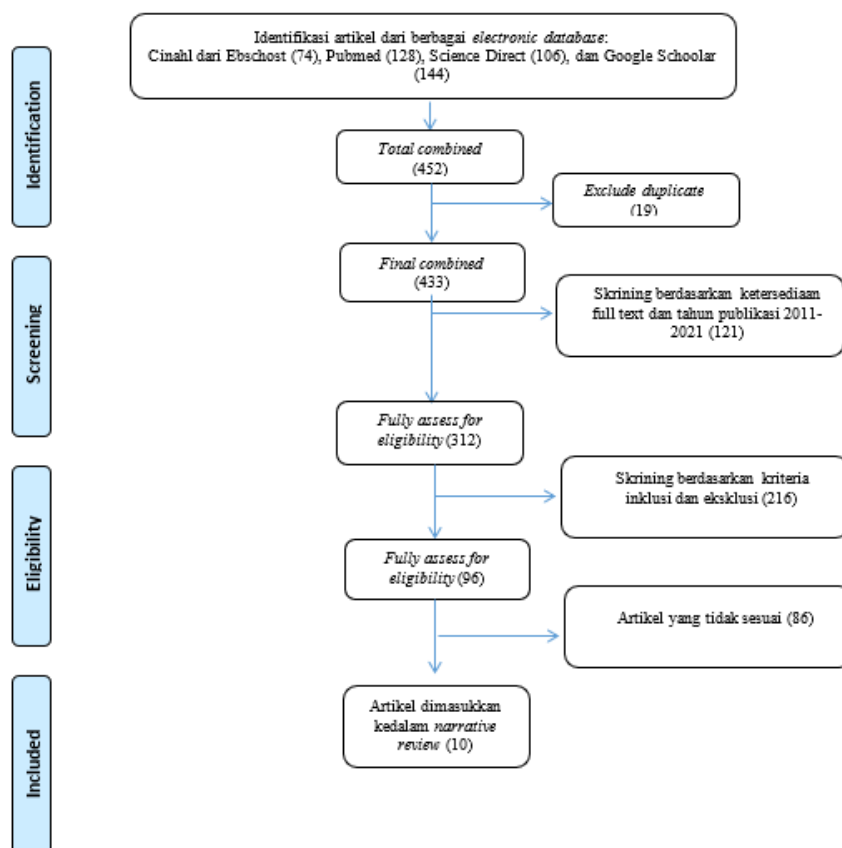 Identification
Identifikasi artikel dari berbagai electronic database:
Cinahl dari Ebschost (74), Pubmed (128), Science Direct (106), dan Google Schoolar
(144)
Total combined
(452)
Exclude duplicate
(19)
Screening
Final combined
(433)
Skrining berdasarkan ketersediaan
full text dan tahun publikasi 2011-
2021 (121)
Fully assess for
eligibility (312)
Eligibility
Skrining berdasarkan kriteria
inklusi dan eksklusi (216)
Fully assess for
eligibility (96)
Artikel yang tidak sesuai (86)
Included
Artikel dimasukkan
kedalam narrative
review (10)